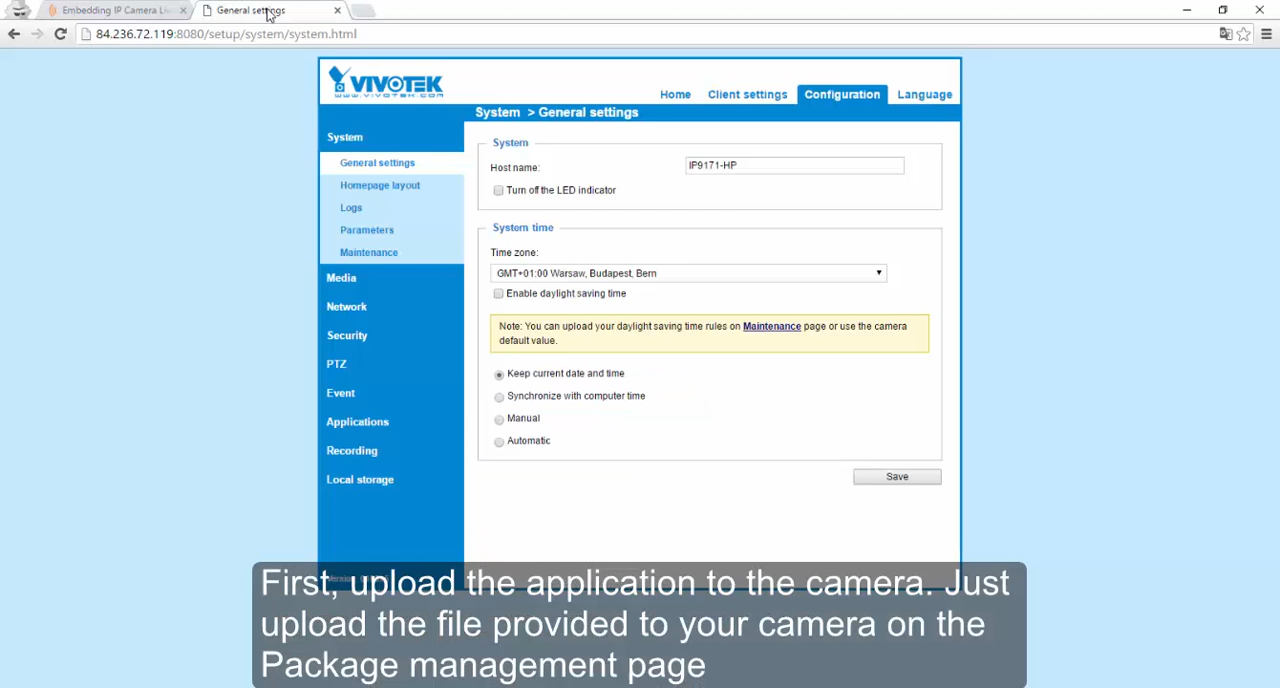 Embedding IP Camera Li
General settings
84.236.72.119:8080/setup/system/system.html
VIVOTEK
www.vivotek.com
Home Client settings Configuration Language
System > General settings
System
General settings
Homepage layout
Logs
Parameters
Maintenance
Media
Network
Security
PTZ
Event
Applications
Recording
Local storage
System
Host name: IP9171-HP
Turn off the LED indicator
System time
Time zone:
GMT+01:00 Warsaw, Budapest, Bern
Enable daylight saving time
Note: You can upload your daylight saving time rules on Maintenance page or use the camera
default value.
Keep current date and time
Synchronize with computer time
Manual
Automatic
Save
First, upload the application to the camera. Just
upload the file provided to your camera on the
Package management page